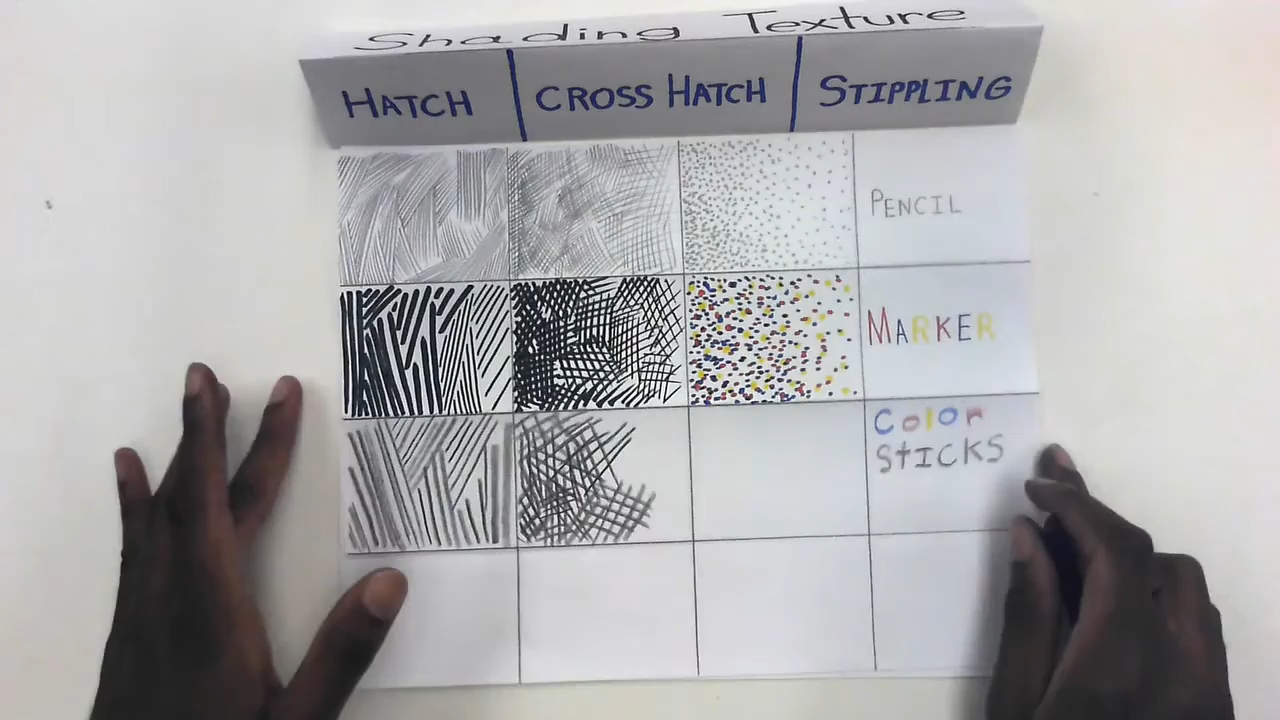 Shading Texture
HATCH CROSS HATCH STIPPLING
PENCIL
MARKER
Color
StICKS